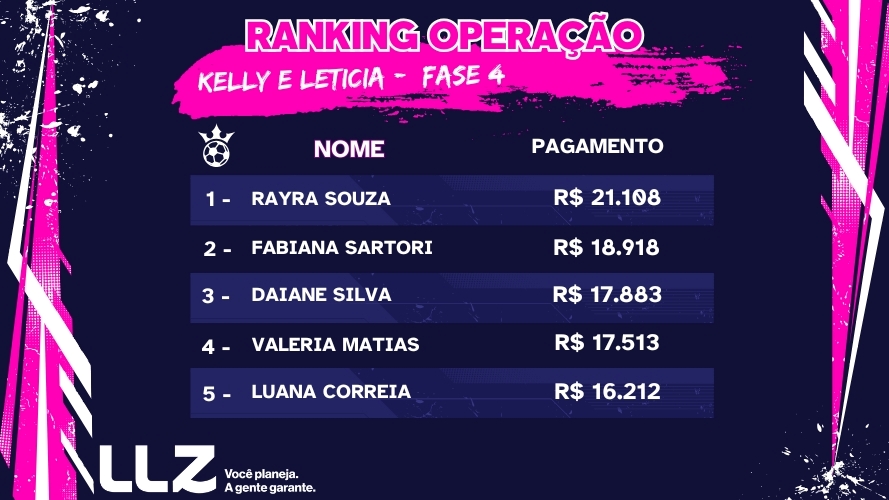 RANKING OPERAÇÃO
KELLY E LETICIA - FASE 4
NOME PAGAMENTO
1 - RAYRA SOUZA R$ 21.108
2 - FABIANA SARTORI R$ 18.918
3 - DAIANE SILVA R$ 17.883
4 - VALERIA MATIAS R$ 17.513
5 - LUANA CORREIA R$ 16.212
LLZ
Você planeja.
A gente garante.